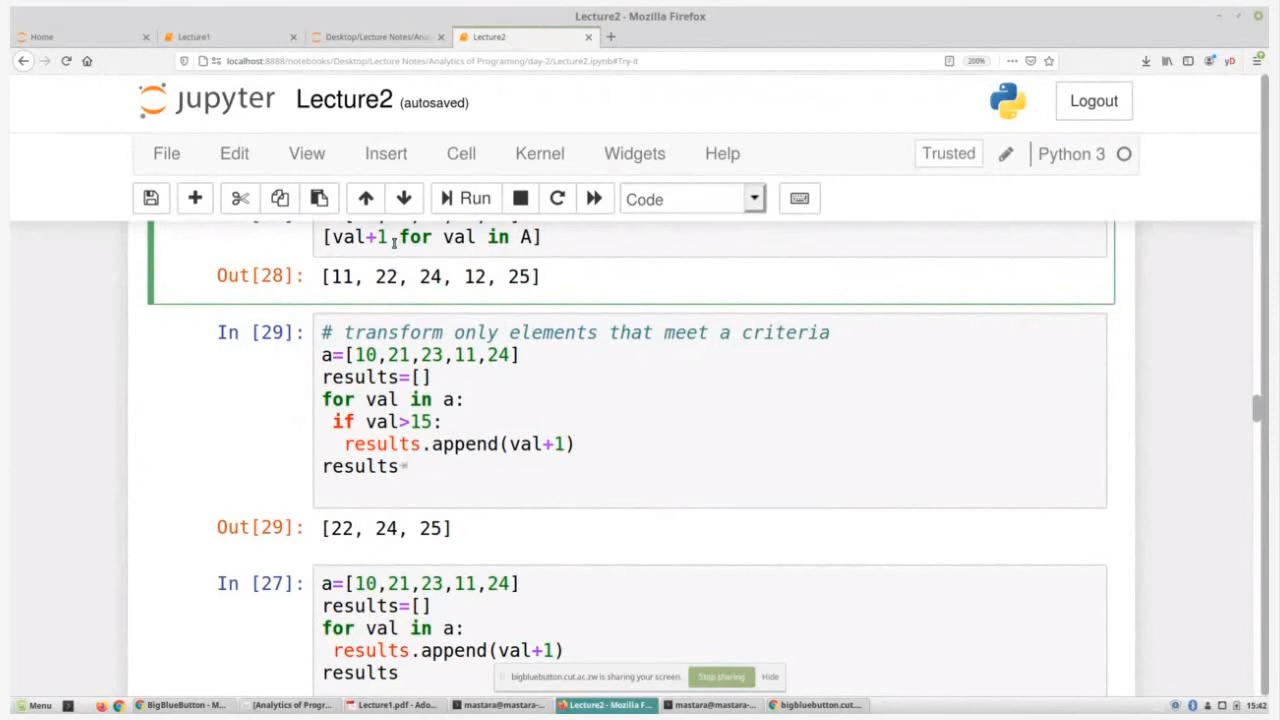 Lecture2 - Mozilla Firefox
Home
Lecture1
Desktop/Lecture Notes/Ana
Lecture2
localhost:8888/notebooks/Desktop/Lecture Notes/Analytics of Programing/day-2/Lecture2.ipynb#Try-it
200%
jupyter Lecture2 (autosaved)
Logout
File Edit View Insert Cell Kernel Widgets Help
Trusted
Python 3
Run
Code
[val+1 for val in A]
Out[28]: [11, 22, 24, 12, 25]
In [29]: # transform only elements that meet a criteria
a=[10,21,23,11,24]
results=[]
for val in a:
if val>15:
results.append(val+1)
results
Out[29]: [22, 24, 25]
In [27]: a=[10,21,23,11,24]
results=[]
for val in a:
results.append(val+1)
results
bigbluebutton.cut.ac.zw is sharing your screen.
Stop sharing
Hide
Menu
BigBlueButton - M...
[Analytics of Progr...
Lecture1.pdf - Ado...
mastara@mastara-...
Lecture2 - Mozilla F...
mastara@mastara-...
bigbluebutton.cut....
15:42